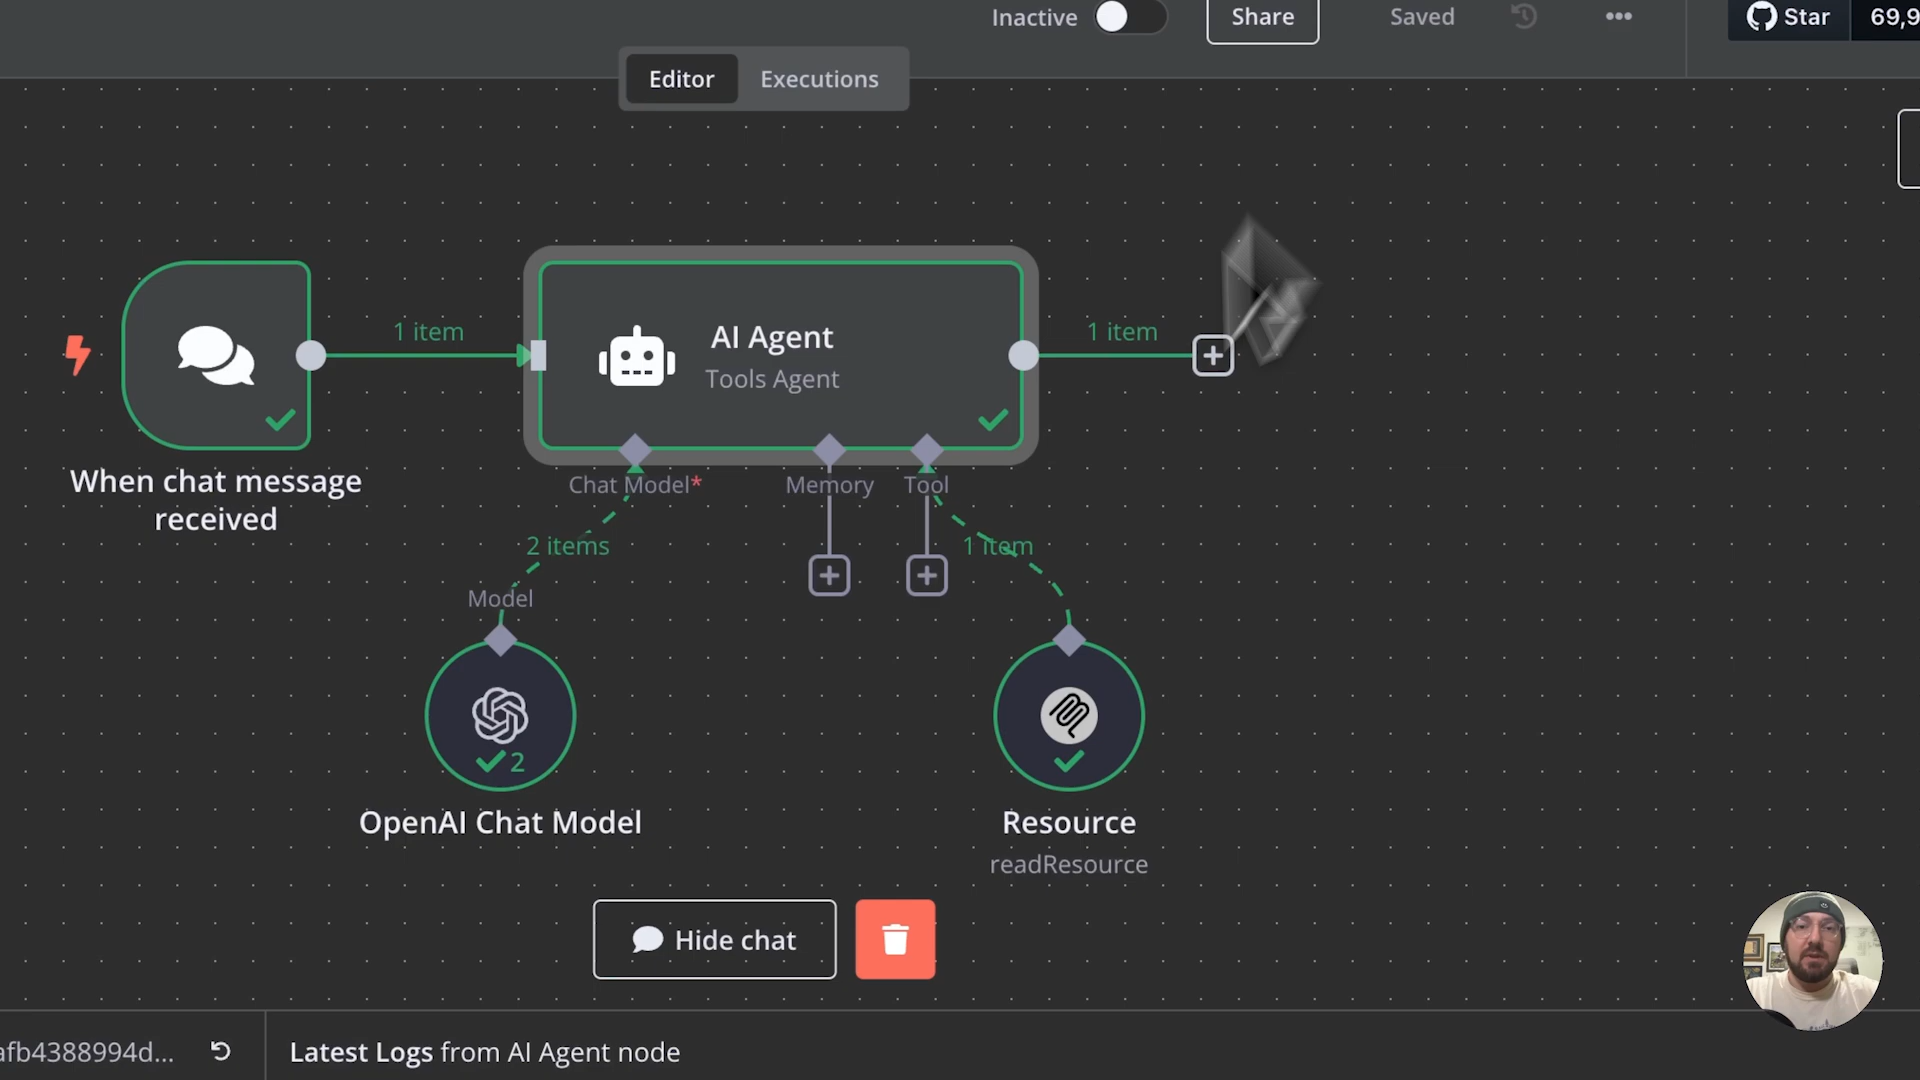 Inactive
Share
Saved
Star
69,9
Editor
Executions
1 item
AI Agent
Tools Agent
1 item
When chat message
received
Chat Model*
Memory
Tool
2 items
1 item
Model
2
OpenAI Chat Model
Resource
readResource
Hide chat
afb4388994d...
Latest Logs from AI Agent node